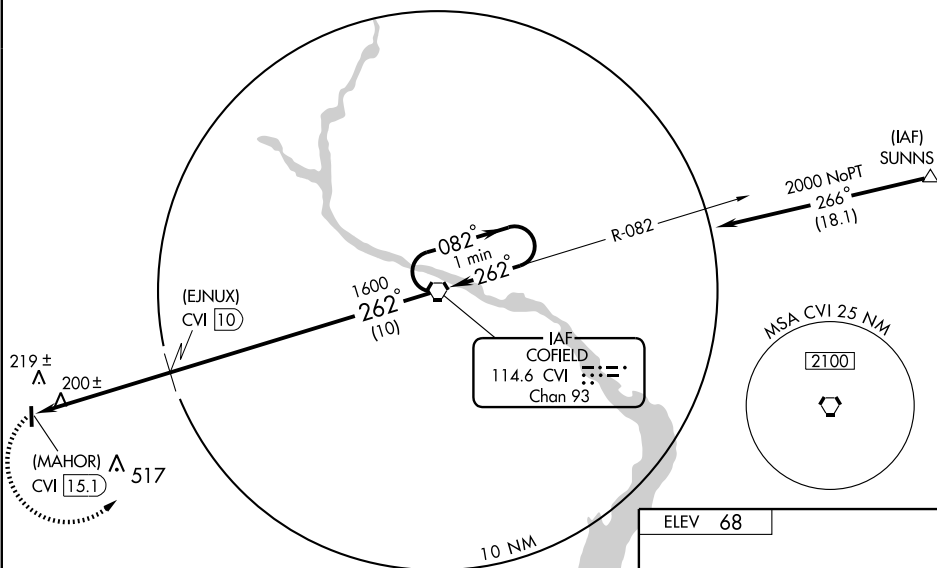 (IAF)
SUNNS
2000 NoPT
266°
(18.1)
R-082
082°
1 min
262°
1600
262°
(10)
(EJNUX)
CVI 10
IAF
COFIELD
114.6 CVI
Chan 93
MSA CVI 25 NM
2100
219 ±
200 ±
(MAHOR)
CVI 15.1
517
10 NM
ELEV 68